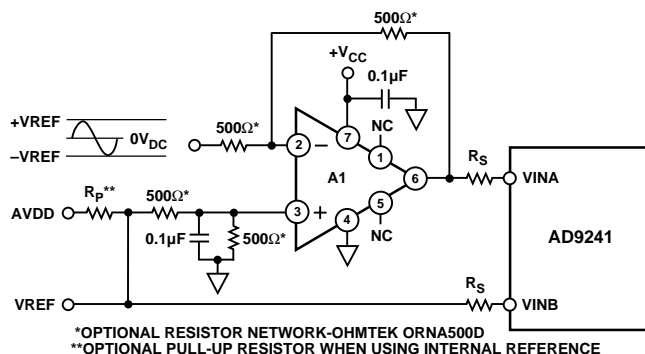 500Ω*
+VCC
0.1µF
+VREF
0VDC
–VREF
500Ω*
NC
2
–
7
1
A1
6
RS
VINA
RP**
AVDD
500Ω*
3
+
4
5
0.1µF
500Ω*
NC
AD9241
VREF
RS
VINB
*OPTIONAL RESISTOR NETWORK-OHMTEK ORNA500D
**OPTIONAL PULL-UP RESISTOR WHEN USING INTERNAL REFERENCE